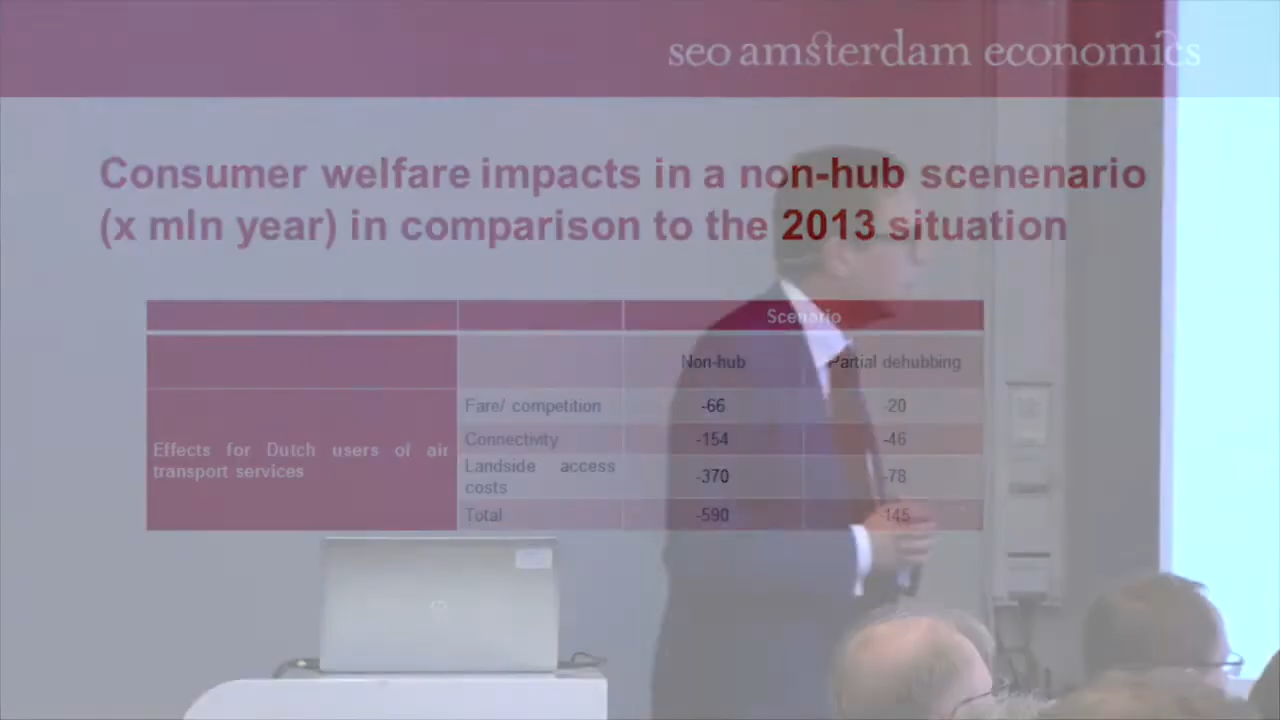 seo amsterdam economics
Consumer welfare impacts in a non-hub scenenario
(x mln year) in comparison to the 2013 situation
Scenario
Non-hub Partial dehubbing
Fare/ competition -66 -20
Effects for Dutch users of air
transport services
Connectivity -154 -46
Landside access
costs -370 -78
Total -590 145